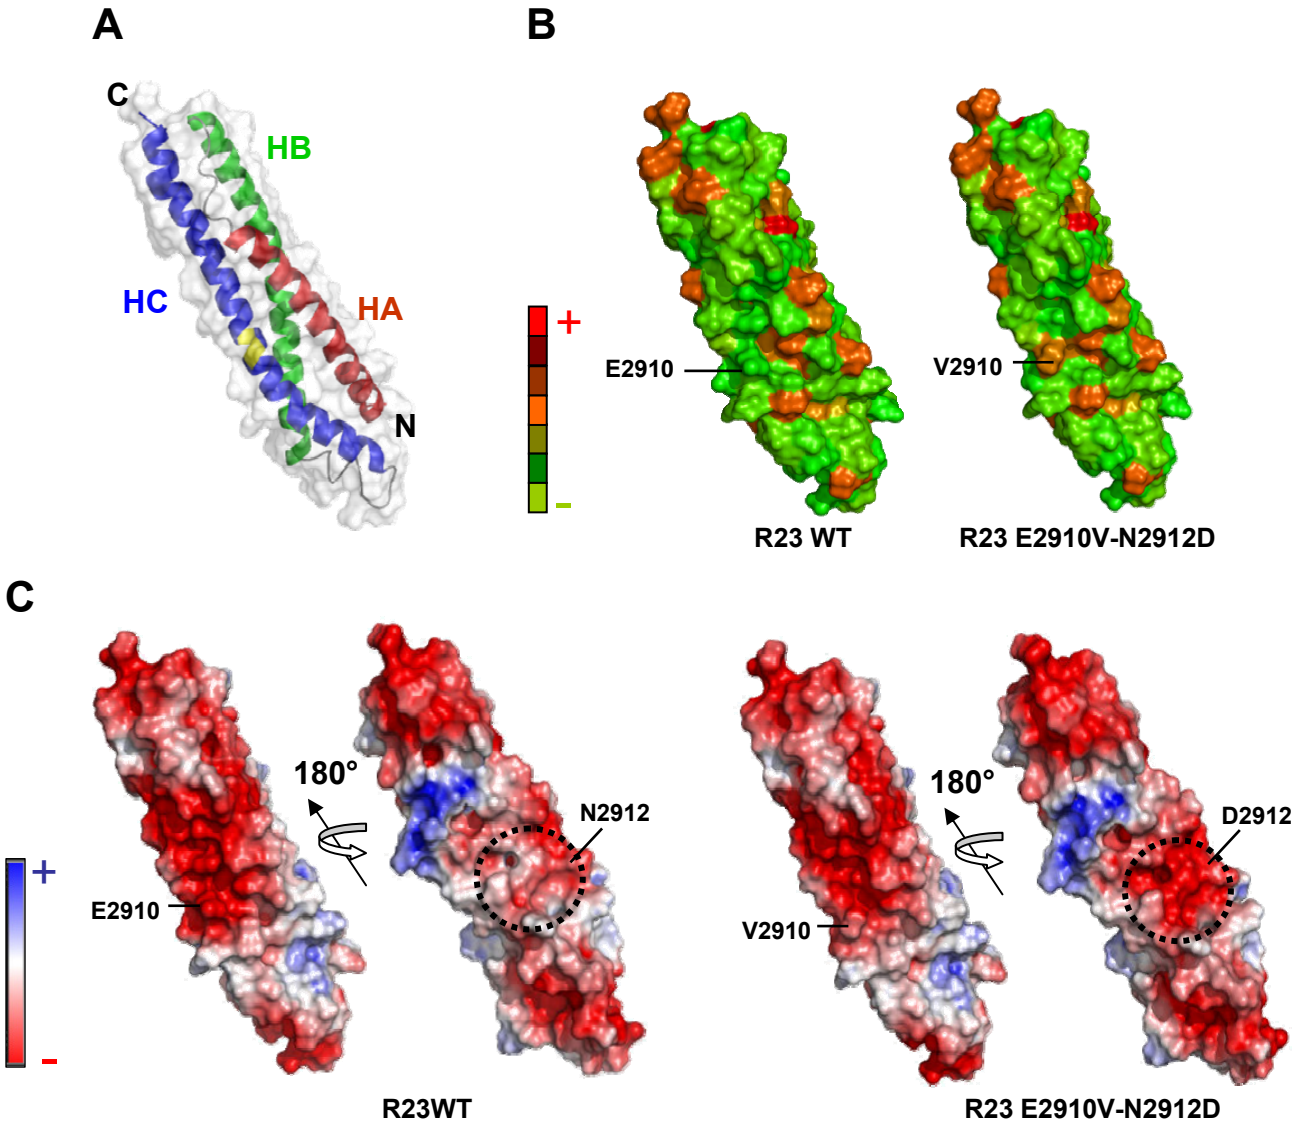 A
B
C
HB
HC
HA
N
+
−
E2910
V2910
R23 WT
R23 E2910V-N2912D
C
+
−
E2910
180°
N2912
V2910
180°
D2912
R23WT
R23 E2910V-N2912D